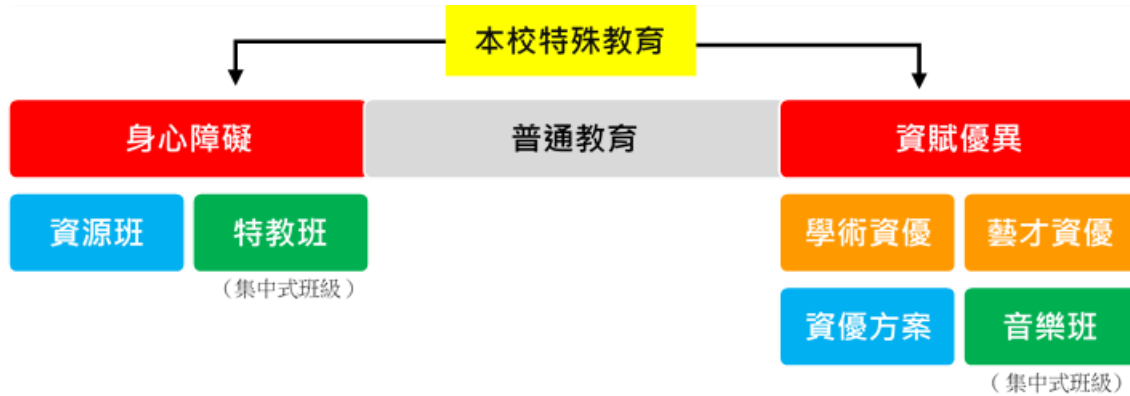 本校特殊教育
身心障礙 普通教育 資賦優異
資源班 特教班 學術資優 藝才資優
（集中式班級）
資優方案 音樂班
（集中式班級）